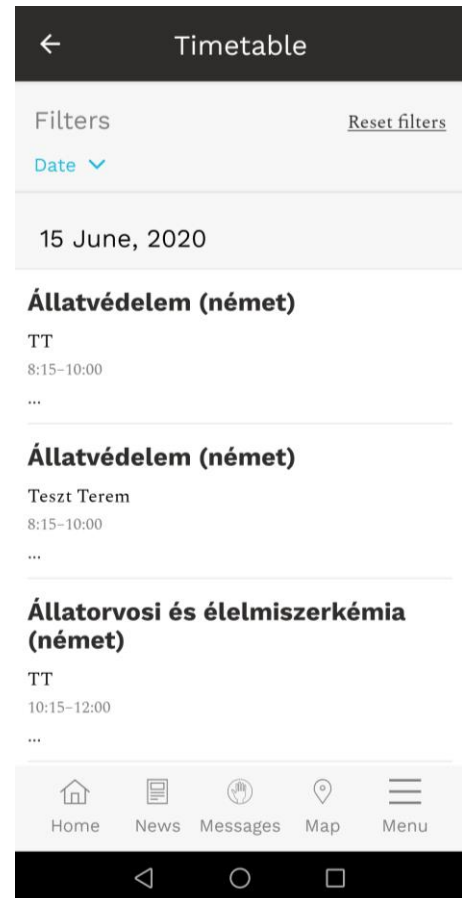 Timetable
Filters
Reset filters
Date
15 June, 2020
Állatvédelem (német)
TT
8:15–10:00
...
Állatvédelem (német)
Teszt Terem
8:15–10:00
...
Állatorvosi és élelmiszerkémia
(német)
TT
10:15–12:00
...
Home News Messages Map Menu